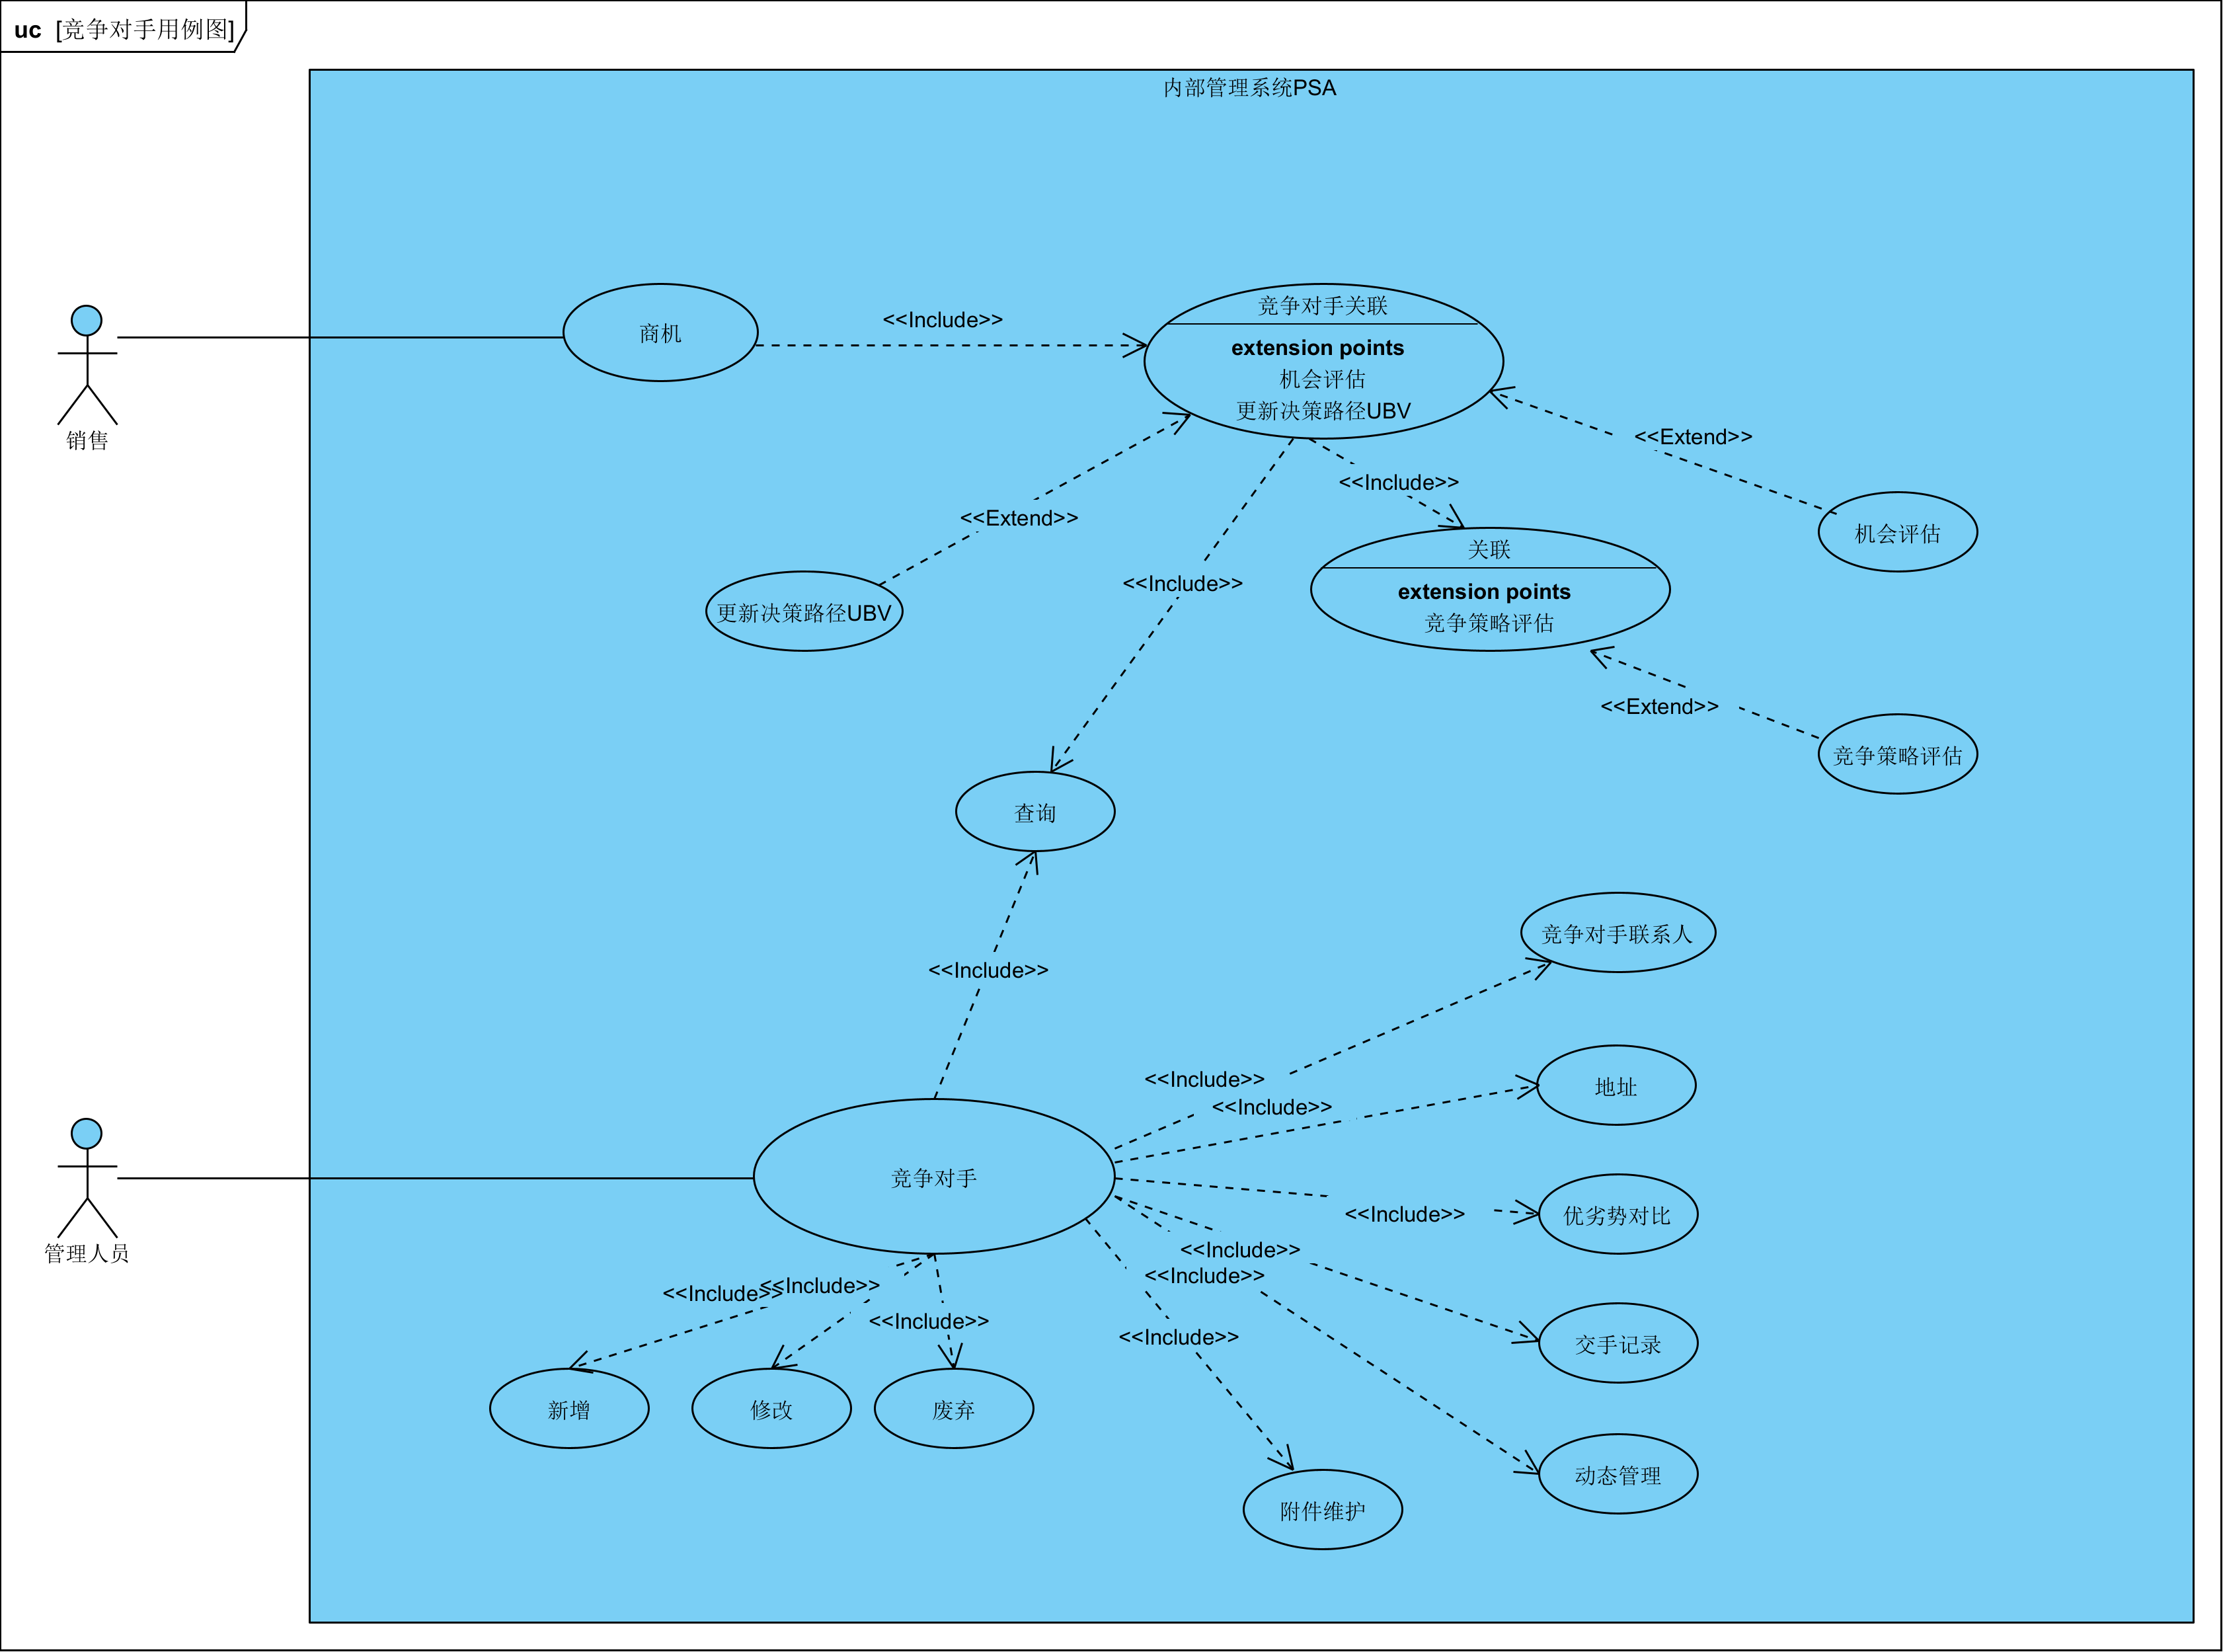 uc [竞争对手用例图]
内部管理系统PSA
商机
<<Include>>
竞争对手关联
extension points
机会评估
更新决策路径UBV
销售
<<Extend>>
<<Include>>
<<Extend>>
机会评估
关联
extension points
竞争策略评估
<<Include>>
更新决策路径UBV
<<Extend>>
竞争策略评估
查询
竞争对手联系人
<<Include>>
<<Include>>
地址
<<Include>>
竞争对手
<<Include>>
优劣势对比
管理人员
<<Include>>
<<Include>>
<<Include>>
<<Include>>
<<Include>>
<<Include>>
交手记录
新增
修改
废弃
动态管理
附件维护